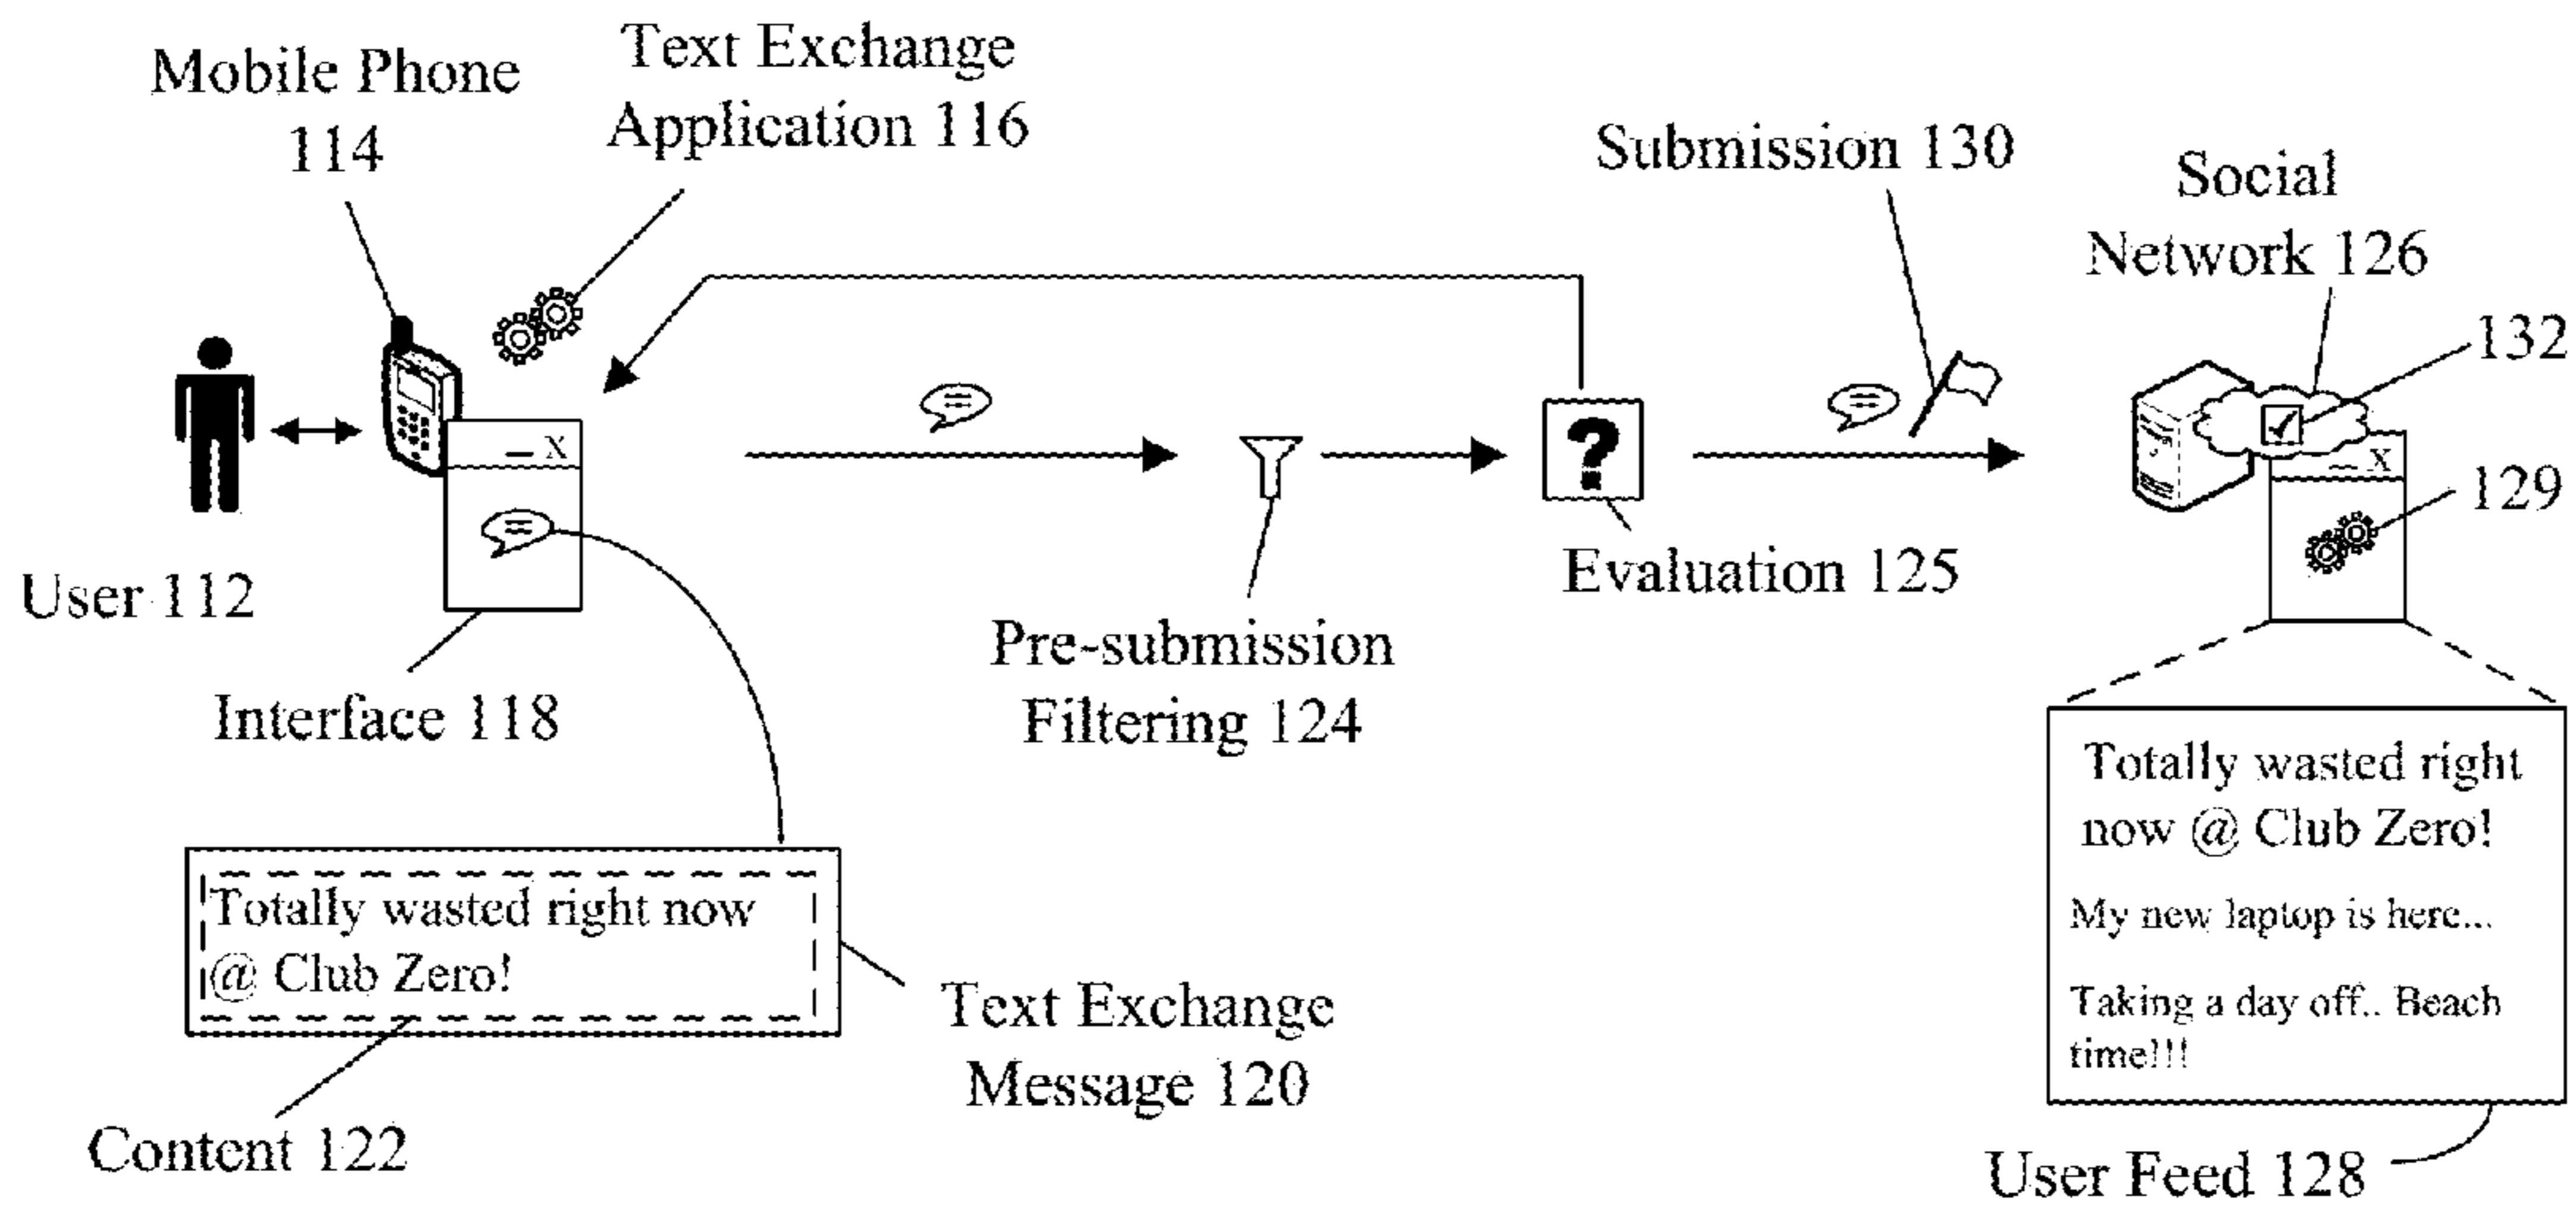 Mobile Phone
114
Text Exchange
Application 116
Submission 130
Social
Network 126
132
129
_ X
_ X
?
User 112
Interface 118
Pre-submission
Filtering 124
Evaluation 125
Totally wasted right now
@ Club Zero!
Text Exchange
Message 120
Content 122
Totally wasted right
now @ Club Zero!
My new laptop is here...
Taking a day off.. Beach
time!!!
User Feed 128